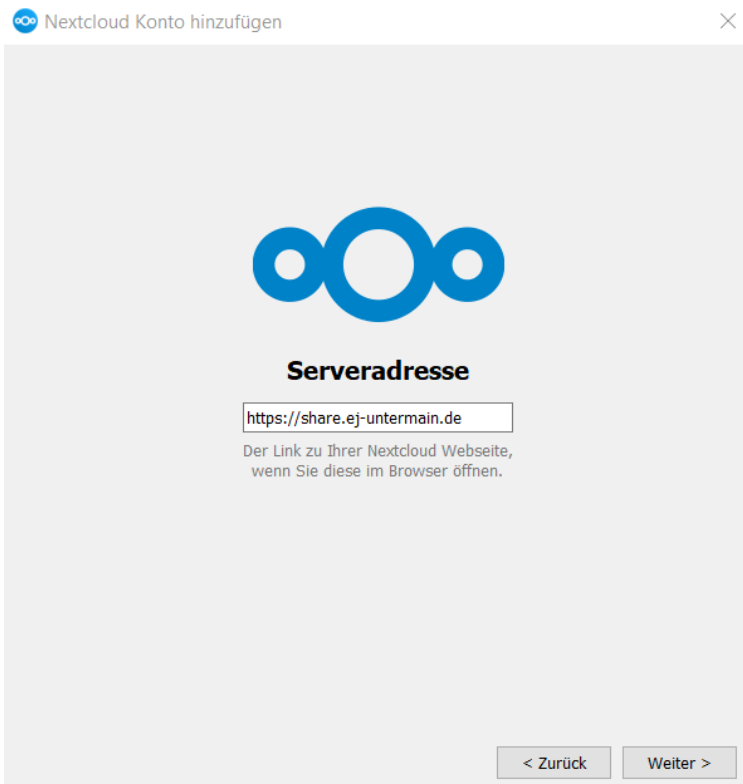 Nextcloud Konto hinzufügen
Serveradresse
https://share.ej-untermain.de
Der Link zu Ihrer Nextcloud Webseite,
wenn Sie diese im Browser öffnen.
< Zurück
Weiter >